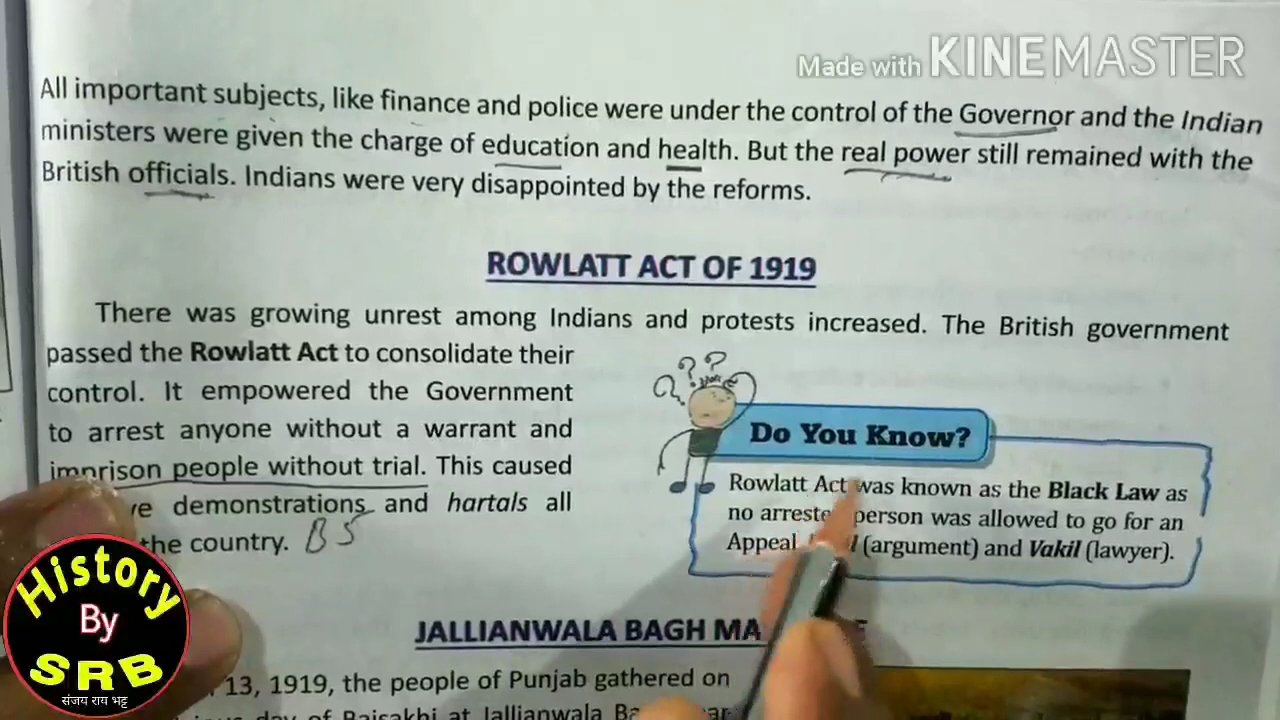 Made with KINEMASTER
All important subjects, like finance and police were under the control of the Governor and the Indian
ministers were given the charge of education and health. But the real power still remained with the
British officials. Indians were very disappointed by the reforms.
ROWLATT ACT OF 1919
There was growing unrest among Indians and protests increased. The British government
passed the Rowlatt Act to consolidate their
control. It empowered the Government
to arrest anyone without a warrant and
imprison people without trial. This caused
demonstrations and hartals all
the country. BS
Do You Know?
Rowlatt Act was known as the Black Law as
no arreste person was allowed to go for an
Appeal (argument) and Vakil (lawyer).
JALLIANWALA BAGH MA
13, 1919, the people of Punjab gathered on
day of Baisakhi at Jallianwala
History
By
SRB
संजय राय भट्ट